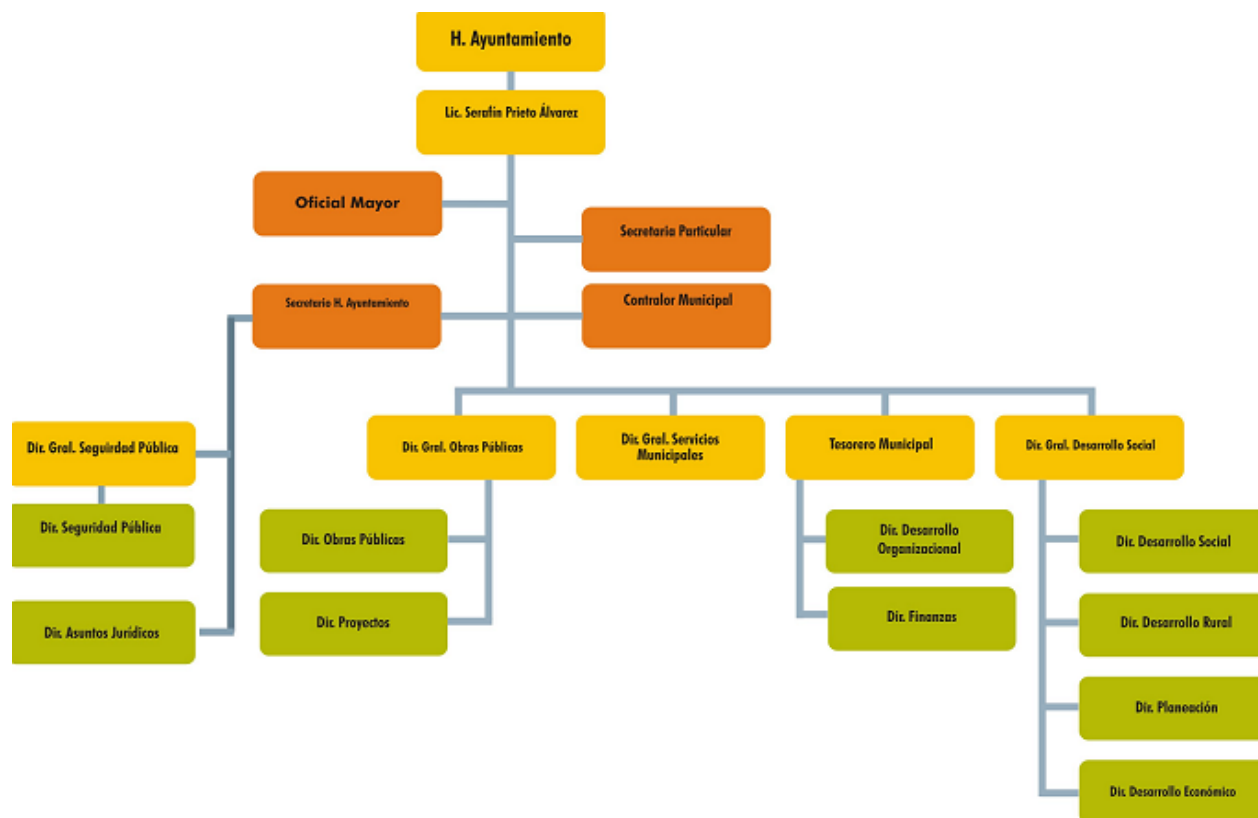 H. Ayuntamiento
Lic. Serafín Prieto Álvarez
Oficial Mayor
Secretaria Particular
Secretario H. Ayuntamiento
Contralor Municipal
Dir. Gral. Seguirdad Pública
Dir. Gral. Obras Públicas
Dir. Gral. Servicios
Municipales
Tesorero Municipal
Dir. Gral. Desarrollo Social
Dir. Seguridad Pública
Dir. Obras Públicas
Dir. Desarrollo
Organizacional
Dir. Desarrollo Social
Dir. Asuntos Jurídicos
Dir. Proyectos
Dir. Finanzas
Dir. Desarrollo Rural
Dir. Planeación
Dir. Desarrollo Económico